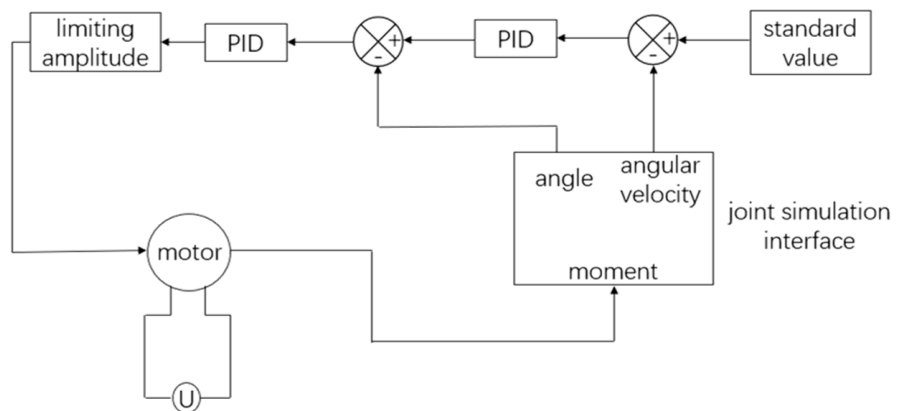 limiting
amplitude
PID
+
-
PID
+
-
standard
value
angle
angular
velocity
joint simulation
interface
moment
motor
U